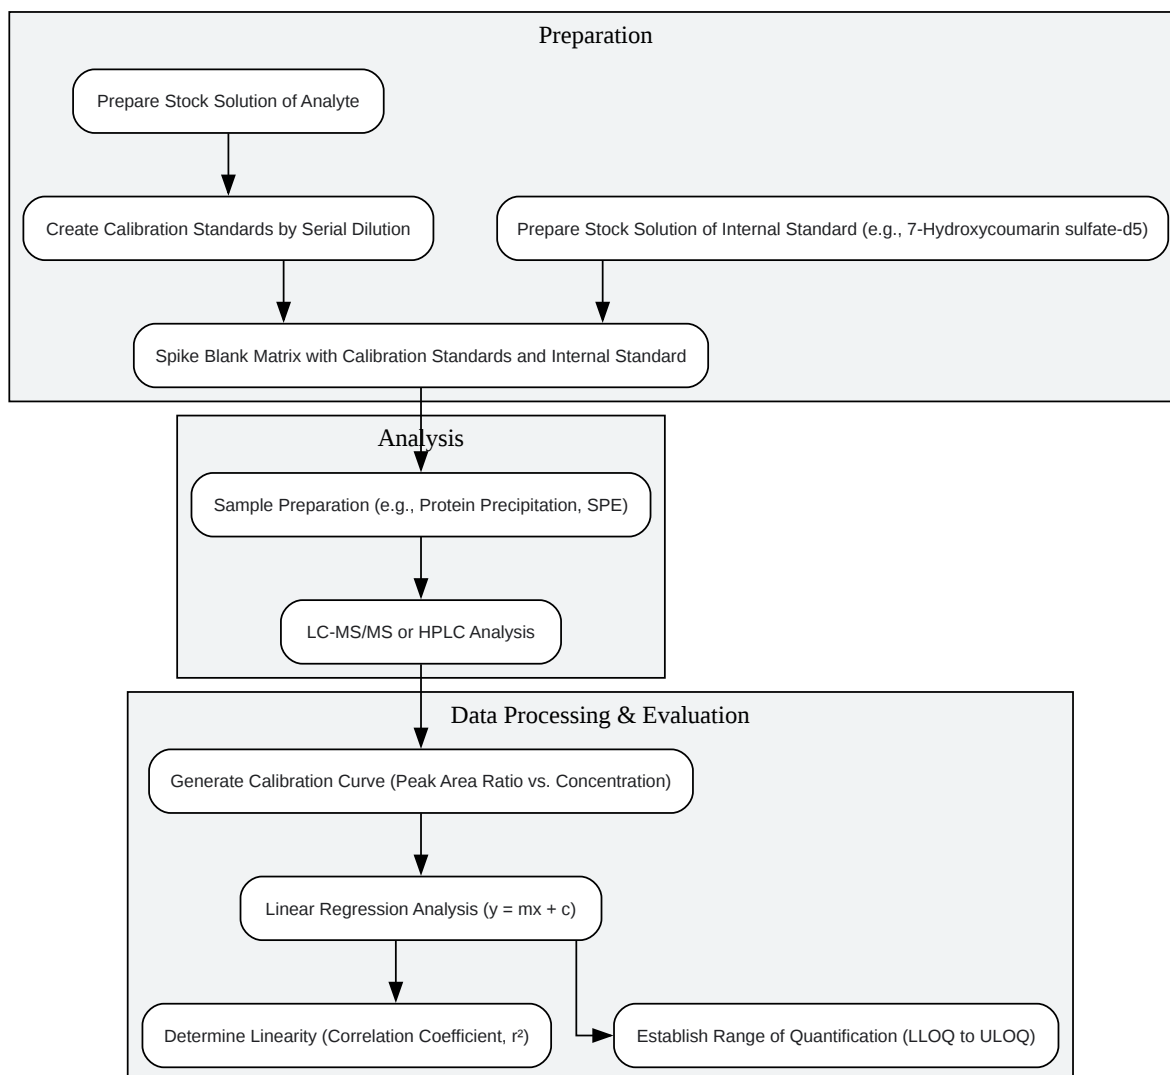 Preparation
Prepare Stock Solution of Analyte
Create Calibration Standards by Serial Dilution
Prepare Stock Solution of Internal Standard (e.g., 7-Hydroxycoumarin sulfate-d5)
Spike Blank Matrix with Calibration Standards and Internal Standard
Analysis
Sample Preparation (e.g., Protein Precipitation, SPE)
LC-MS/MS or HPLC Analysis
Data Processing & Evaluation
Generate Calibration Curve (Peak Area Ratio vs. Concentration)
Linear Regression Analysis (y = mx + c)
Determine Linearity (Correlation Coefficient, r²)
Establish Range of Quantification (LLOQ to ULOQ)